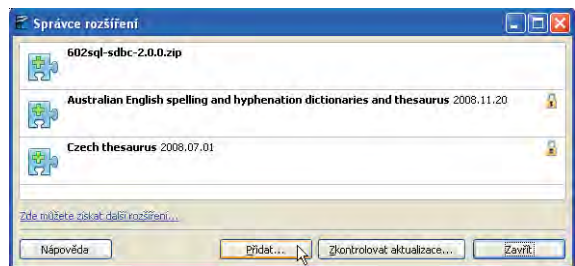 Správce rozšíření
602sql-sdbc-2.0.0.zip
Australian English spelling and hyphenation dictionaries and thesaurus 2008.11.20
Czech thesaurus 2008.07.01
Zde můžete získat další rozšíření...
Nápověda Přidat... Zkontrolovat aktualizace... Zavřít